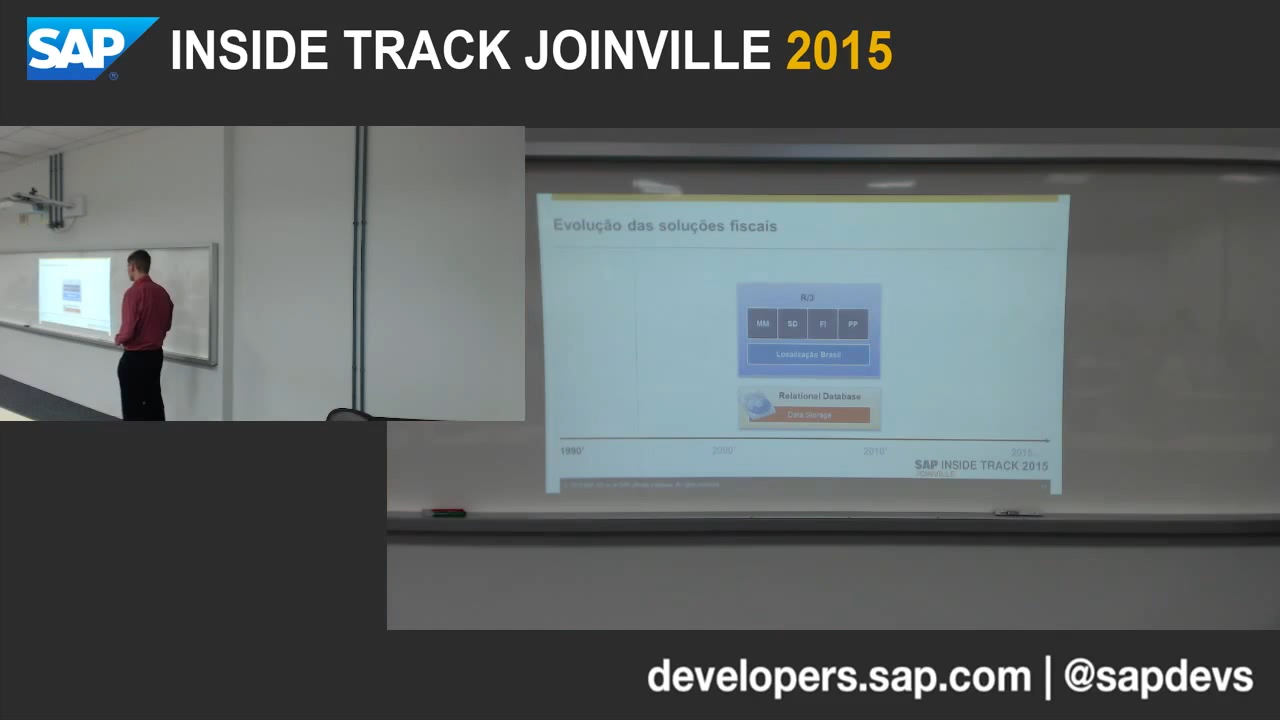 SAP INSIDE TRACK JOINVILLE 2015
Evolução das soluções fiscais
R/3
MM SD FI PP
Localização Brasil
Relational Database
Data Storage
1990' 2000' 2010' 2015...
SAP INSIDE TRACK 2015
JOINVILLE
developers.sap.com | @sapdevs